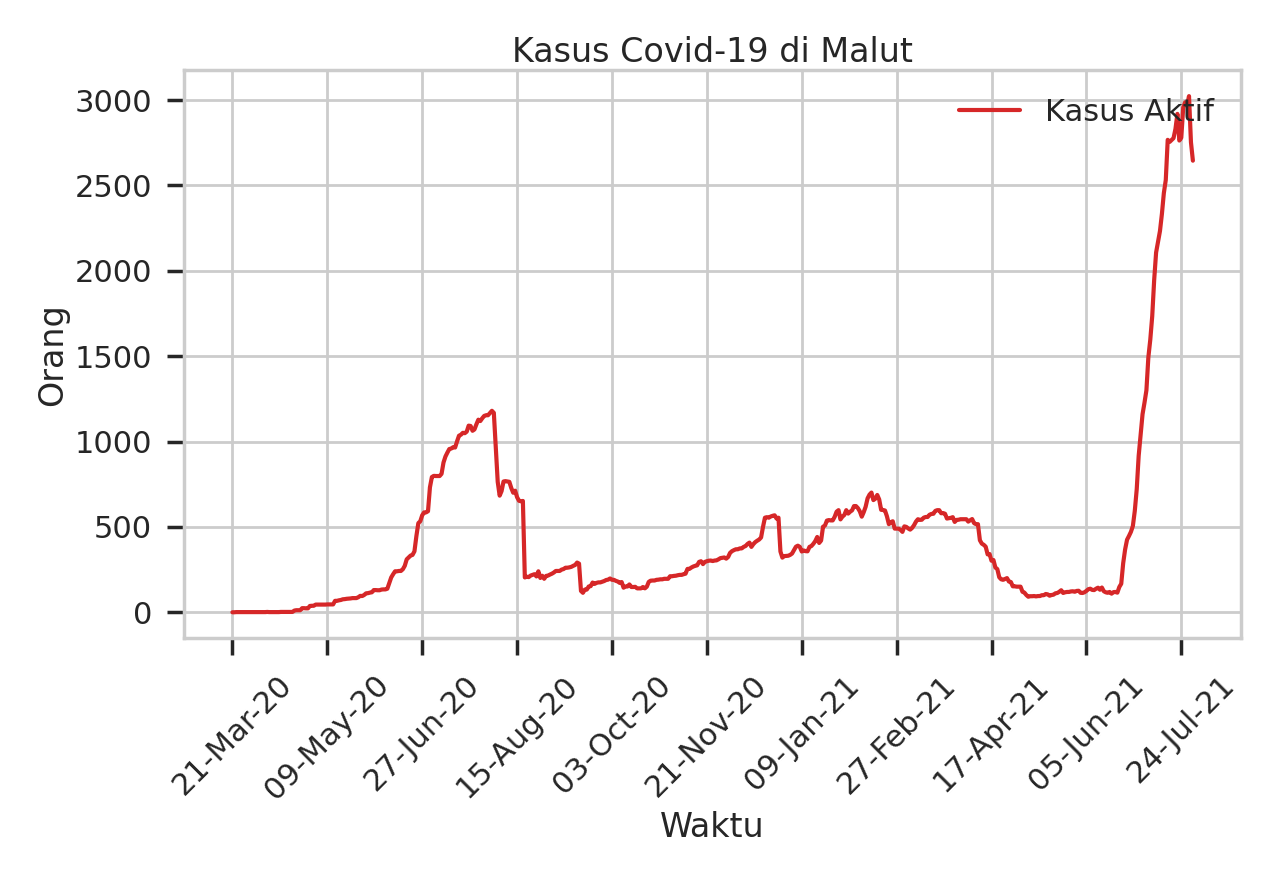 Kasus Covid-19 di Malut
Kasus Aktif
3000
2500
2000
1500
1000
500
0
Orang
21-Mar-20
09-May-20
27-Jun-20
15-Aug-20
03-Oct-20
21-Nov-20
09-Jan-21
27-Feb-21
17-Apr-21
05-Jun-21
24-Jul-21
Waktu